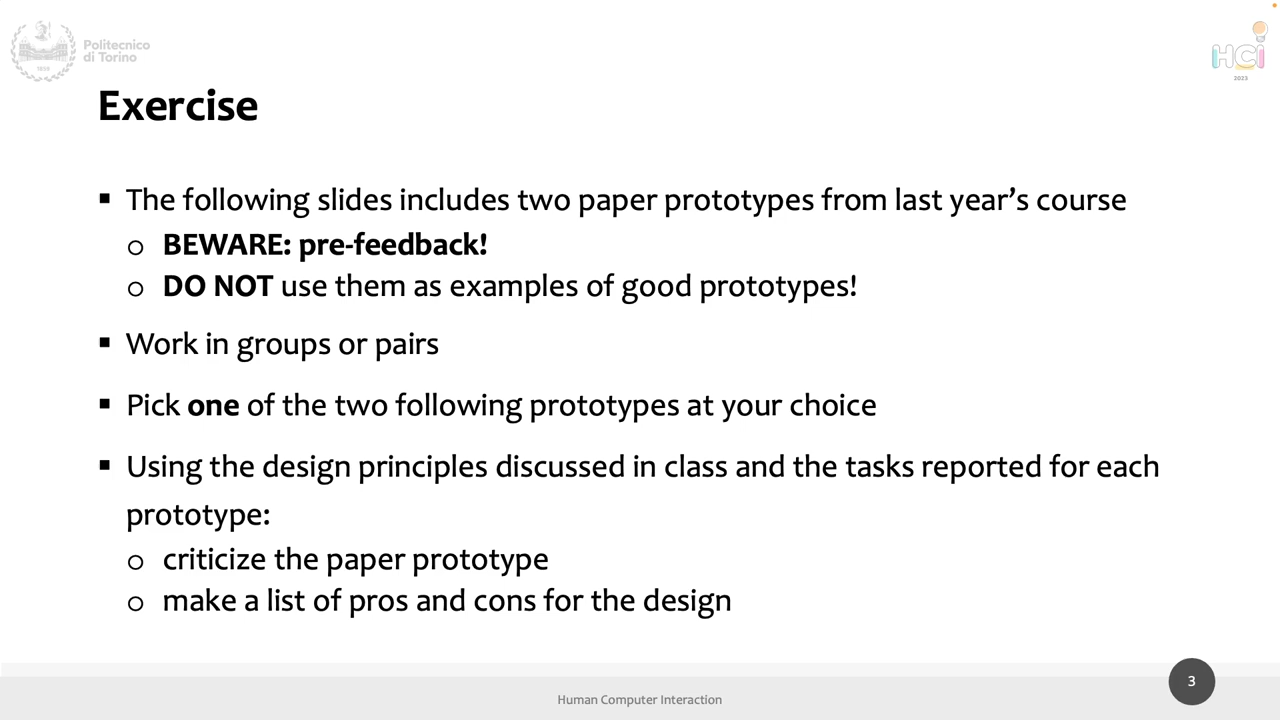 Politecnico
di Torino
1859
HCI
2023
Exercise
▪ The following slides includes two paper prototypes from last year’s course
o BEWARE: pre-feedback!
o DO NOT use them as examples of good prototypes!
▪ Work in groups or pairs
▪ Pick one of the two following prototypes at your choice
▪ Using the design principles discussed in class and the tasks reported for each
prototype:
o criticize the paper prototype
o make a list of pros and cons for the design
Human Computer Interaction
3